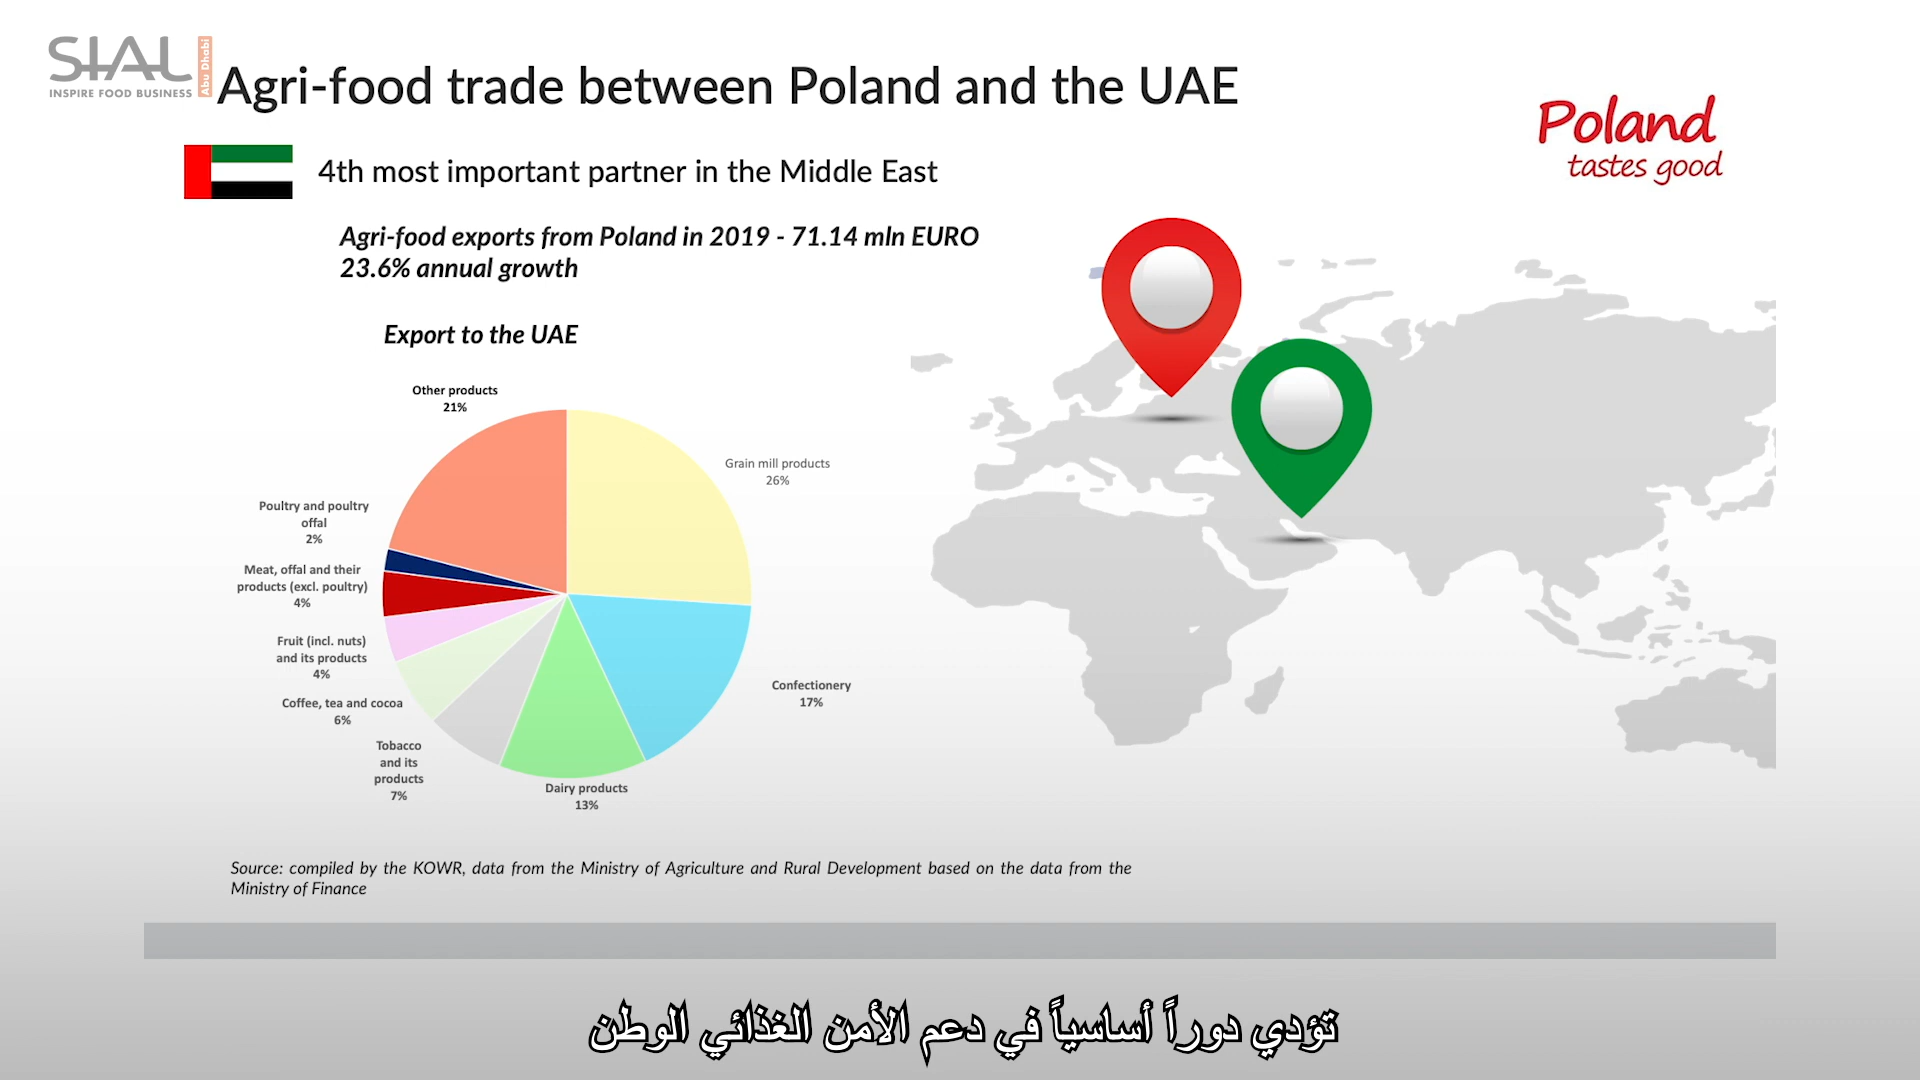 SIAL
Abu Dhabi
INSPIRE FOOD BUSINESS
Agri-food trade between Poland and the UAE
Poland
tastes good
4th most important partner in the Middle East
Agri-food exports from Poland in 2019 - 71.14 mln EURO
23.6% annual growth
Export to the UAE
Other products
21%
Grain mill products
26%
Poultry and poultry
offal
2%
Meat, offal and their
products (excl. poultry)
4%
Fruit (incl. nuts)
and its products
4%
Confectionery
17%
Coffee, tea and cocoa
6%
Tobacco
and its
products
7%
Dairy products
13%
Source: compiled by the KOWR, data from the Ministry of Agriculture and Rural Development based on the data from the
Ministry of Finance
تؤدي دوراً أساسياً في دعم الأمن الغذائي الوطن